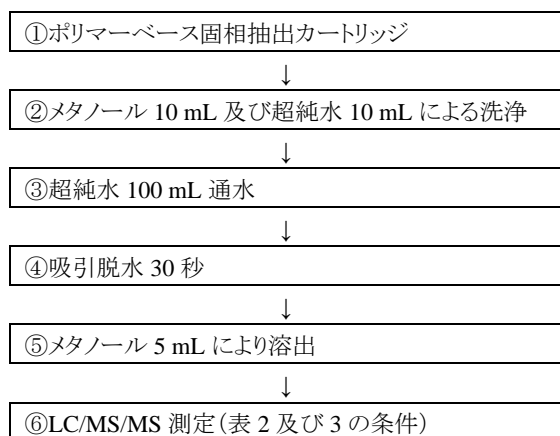 ①ポリマーベース固相抽出カートリッジ
↓
②メタノール 10 mL 及び超純水 10 mL による洗浄
↓
③超純水 100 mL 通水
↓
④吸引脱水 30 秒
↓
⑤メタノール 5 mL により溶出
↓
⑥LC/MS/MS 測定(表 2 及び 3 の条件)